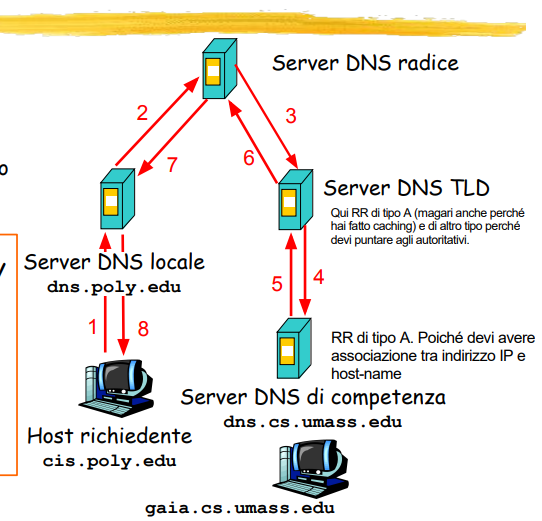 Server DNS radice
2
3
7
6
o
Server DNS TLD
Qui RR di tipo A (magari anche perché
hai fatto caching) e di altro tipo perché
devi puntare agli autoritativi.
y
Server DNS locale
dns.poly.edu
5
4
1
8
RR di tipo A. Poiché devi avere
associazione tra indirizzo IP e
host-name
Server DNS di competenza
dns.cs.umass.edu
Host richiedente
cis.poly.edu
gaia.cs.umass.edu